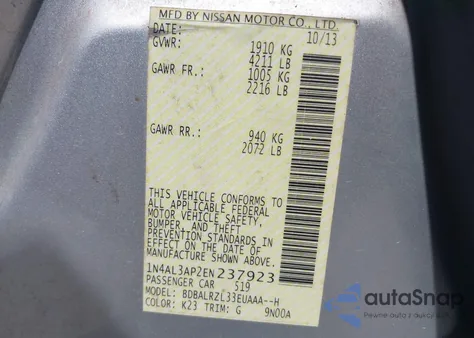 MFD BY NISSAN MOTOR CO., LTD.
DATE: 10/13
GVWR: 1910 KG
4211 LB
GAWR FR.: 1005 KG
2216 LB
GAWR RR.: 940 KG
2072 LB
THIS VEHICLE CONFORMS TO
ALL APPLICABLE FEDERAL
MOTOR VEHICLE SAFETY,
BUMPER, AND THEFT
PREVENTION STANDARDS IN
EFFECT ON THE DATE OF
MANUFACTURE SHOWN ABOVE.
1N4AL3AP2EN237923
PASSENGER CAR 519
MODEL: BDBALRZL33EUAAA--H
COLOR: K23 TRIM: G 9N00A
autoSnap
Pewne auto z USA